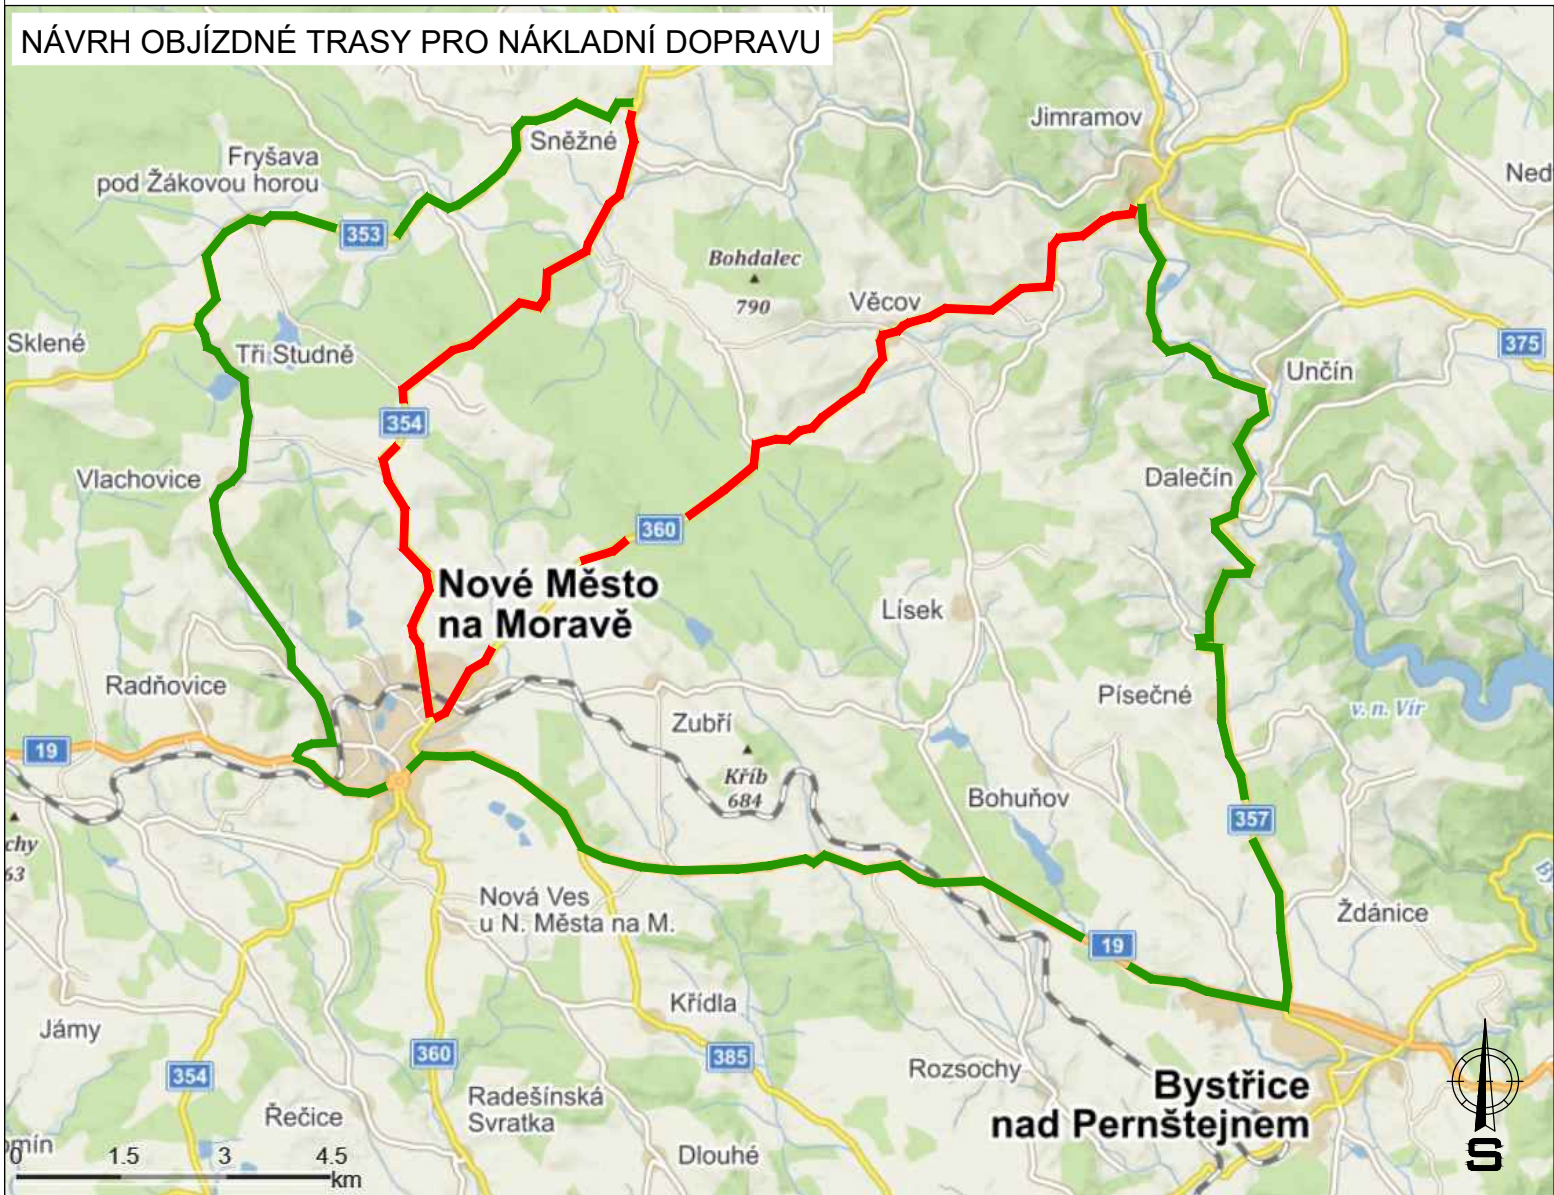 NÁVRH OBJÍZDNÉ TRASY PRO NÁKLADNÍ DOPRAVU
Jimramov
Sněžné
Fryšava
pod Žákovou horou
Ned
353
Bohdalec
790
Věcov
Sklené
Tři Studně
375
Unčín
354
Vlachovice
Dalečín
360
Nové Město
na Moravě
Lísek
Radňovice
Písečné
v. n. Vír
Zubří
19
Kříb
684
Bohuňov
357
chy
63
Nová Ves
u N. Města na M.
Ždánice
19
Křídla
Jámy
360
385
354
Rozsochy
Bystřice
nad Pernštejnem
Radešínská
Svratka
Řečice
omín
Dlouhé
0 1.5 3 4.5
km
S